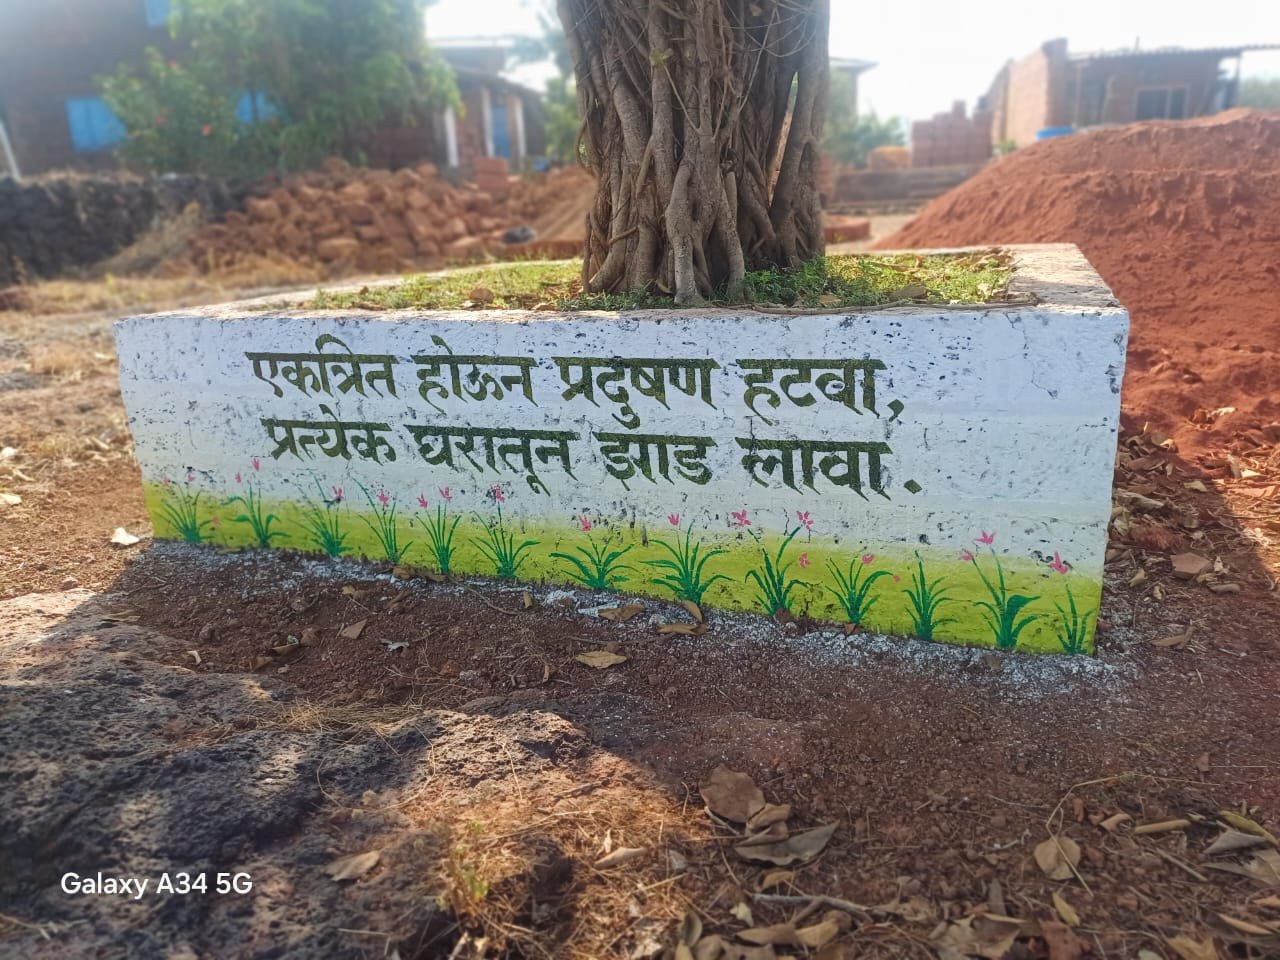 एकत्रित होऊन प्रदुषण हटवा,
प्रत्येक घरातून झाड लावा.
Galaxy A34 5G